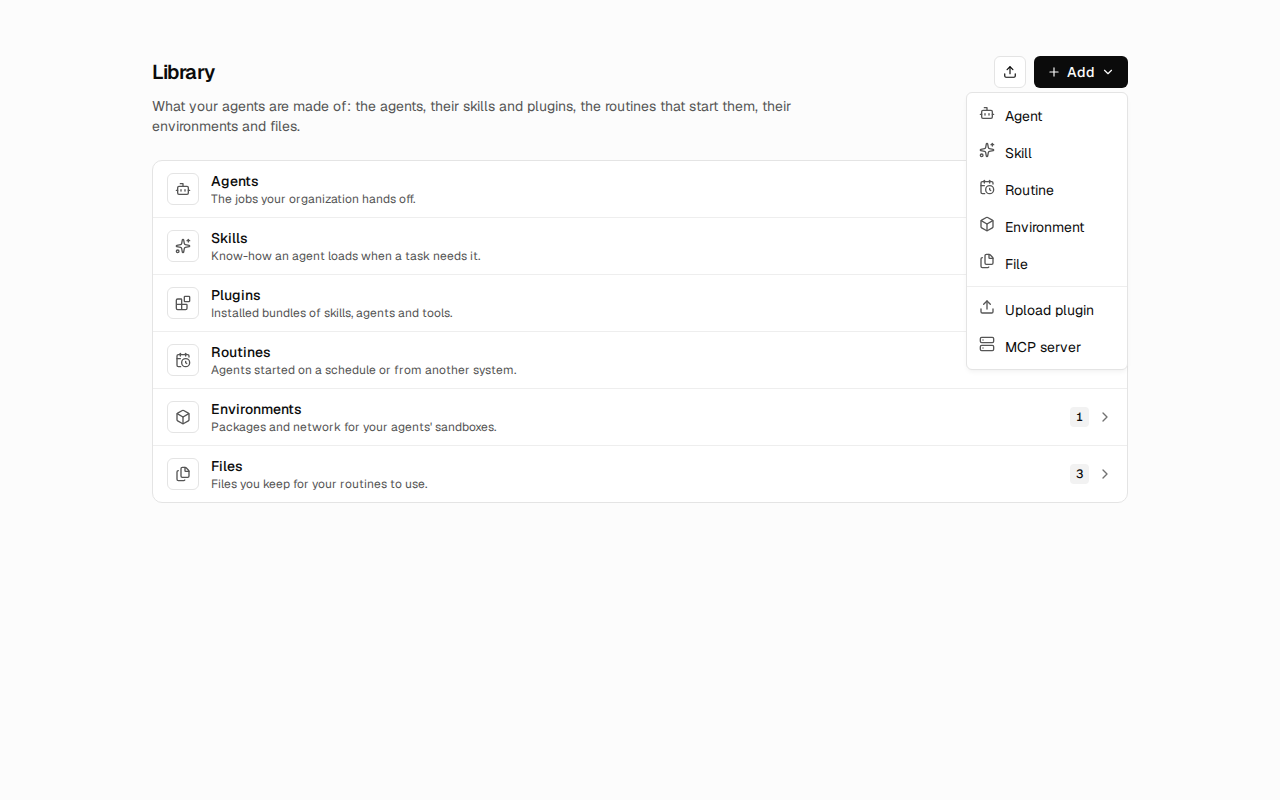 Library
Add
What your agents are made of: the agents, their skills and plugins, the routines that start them, their
environments and files.
Agent
Skill
Routine
Environment
File
Upload plugin
MCP server
Agents
The jobs your organization hands off.
Skills
Know-how an agent loads when a task needs it.
Plugins
Installed bundles of skills, agents and tools.
Routines
Agents started on a schedule or from another system.
Environments
Packages and network for your agents' sandboxes.
1
Files
Files you keep for your routines to use.
3